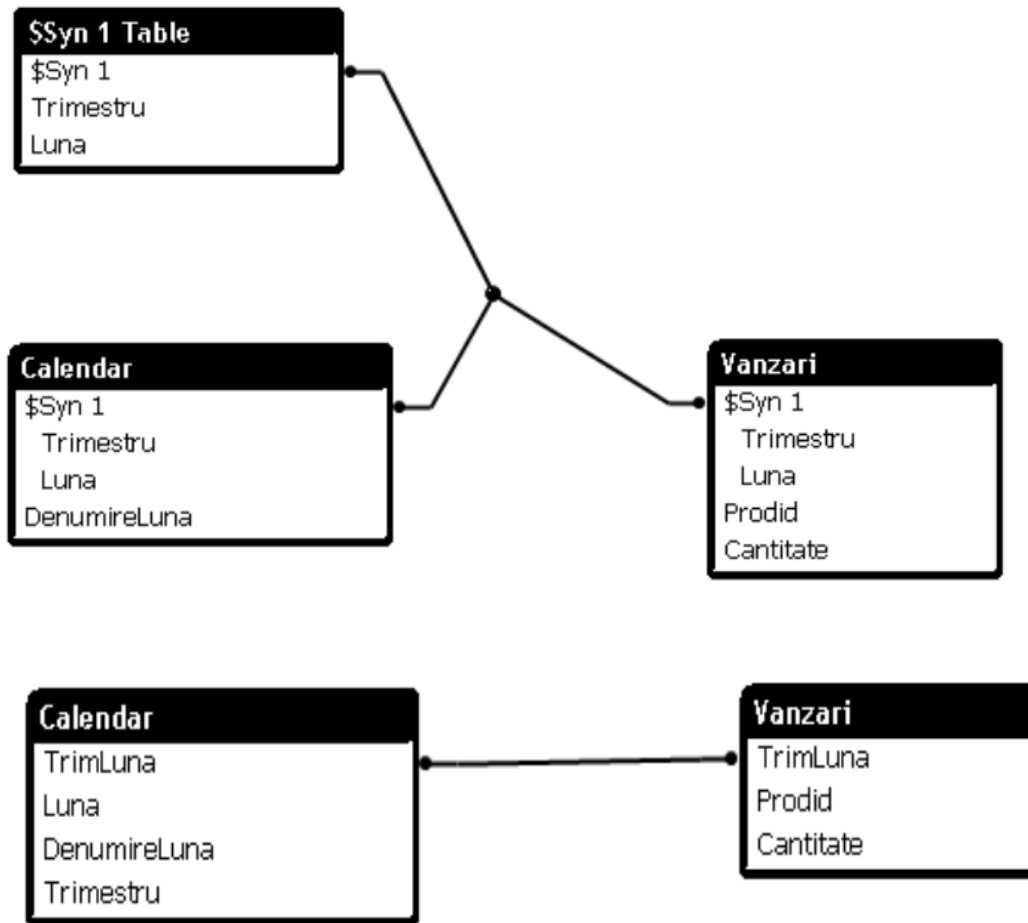 $Syn 1 Table
$Syn 1
Trimestru
Luna
Calendar
$Syn 1
Trimestru
Luna
DenumireLuna
Vanzari
$Syn 1
Trimestru
Luna
Prodid
Cantitate
Calendar
TrimLuna
Luna
DenumireLuna
Trimestru
Vanzari
TrimLuna
Prodid
Cantitate